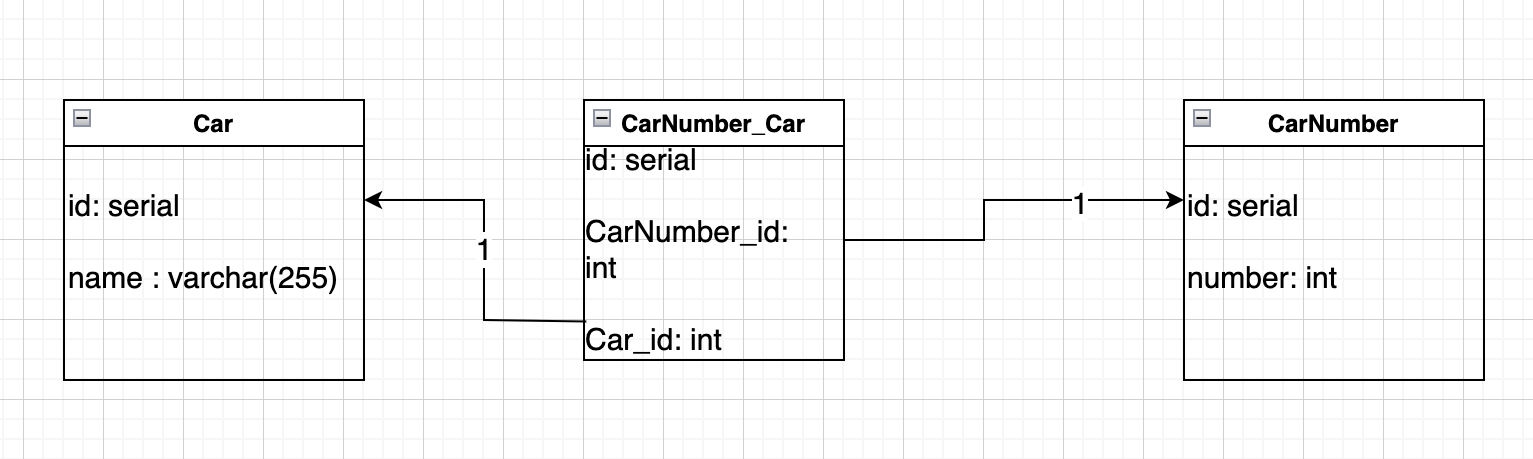 Car
id: serial
name : varchar(255)
1
CarNumber_Car
id: serial
CarNumber_id:
int
Car_id: int
1
CarNumber
id: serial
number: int